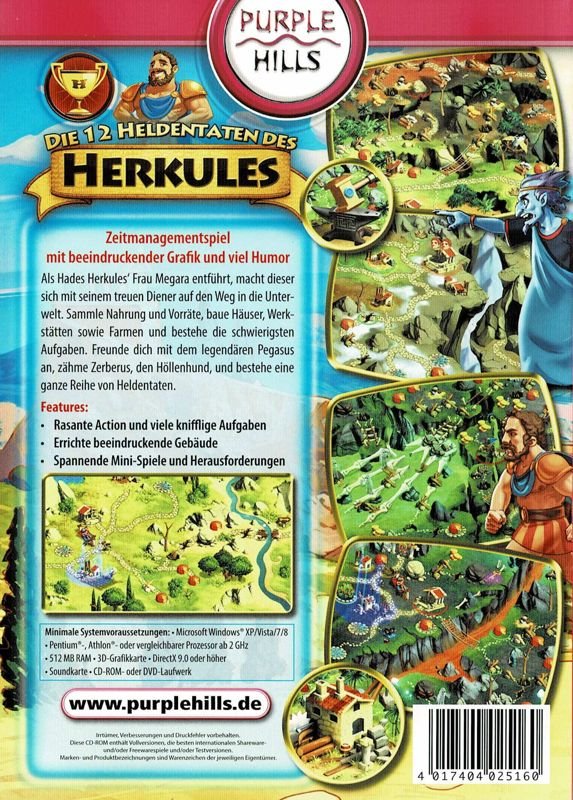 PURPLE
HILLS
H
DIE 12 HELDENTATEN DES
HERKULES
Zeitmanagementspiel
mit beeindruckender Grafik und viel Humor
Als Hades Herkules' Frau Megara entführt, macht dieser
sich mit seinem treuen Diener auf den Weg in die Unter-
welt. Sammle Nahrung und Vorräte, baue Häuser, Werk-
stätten sowie Farmen und bestehe die schwierigsten
Aufgaben. Freunde dich mit dem legendären Pegasus
an, zähme Zerberus, den Höllenhund, und bestehe eine
ganze Reihe von Heldentaten.
Features:
• Rasante Action und viele knifflige Aufgaben
• Errichte beeindruckende Gebäude
• Spannende Mini-Spiele und Herausforderungen
Minimale Systemvoraussetzungen: • Microsoft Windows® XP/Vista/7/8
• Pentium®-, Athlon®- oder vergleichbarer Prozessor ab 2 GHz
• 512 MB RAM • 3D-Grafikkarte • DirectX 9.0 oder höher
• Soundkarte • CD-ROM- oder DVD-Laufwerk
www.purplehills.de
Irrtümer, Verbesserungen und Druckfehler vorbehalten.
Diese CD-ROM enthält Vollversionen, die besten internationalen Shareware-
und/oder Freewarespiele und/oder Testversionen.
Marken- und Produktbezeichnungen sind Warenzeichen der jeweiligen Eigentümer.
4 017404 025160